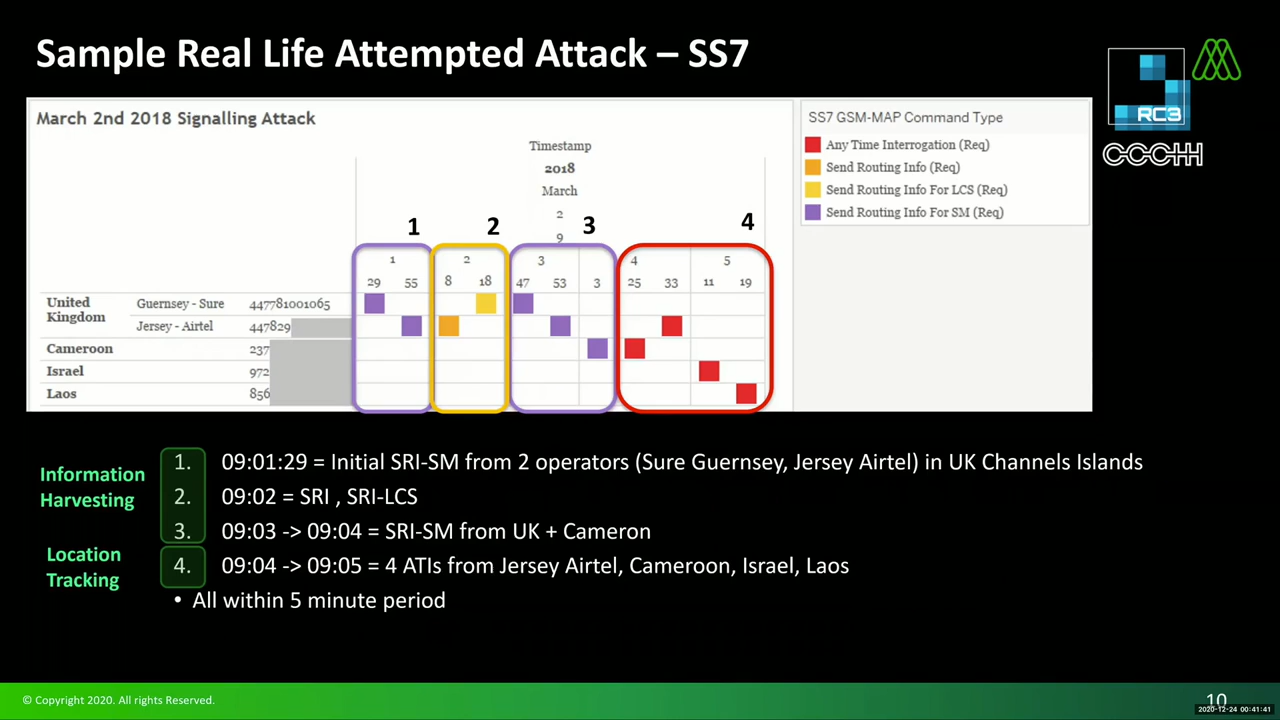 Sample Real Life Attempted Attack – SS7
RC3
CCCHH
March 2nd 2018 Signalling Attack
Timestamp
2018
March
2
9
1 2 3 4
1 2 3 4 5
29 55 8 18 47 53 3 25 33 11 19
United Kingdom
Guernsey - Sure 447781001065
Jersey - Airtel 447829
Cameroon 237
Israel 972
Laos 856
SS7 GSM-MAP Command Type
Any Time Interrogation (Req)
Send Routing Info (Req)
Send Routing Info For LCS (Req)
Send Routing Info For SM (Req)
Information
Harvesting
1. 09:01:29 = Initial SRI-SM from 2 operators (Sure Guernsey, Jersey Airtel) in UK Channels Islands
2. 09:02 = SRI , SRI-LCS
3. 09:03 -> 09:04 = SRI-SM from UK + Cameron
Location
Tracking
4. 09:04 -> 09:05 = 4 ATIs from Jersey Airtel, Cameroon, Israel, Laos
• All within 5 minute period
© Copyright 2020. All rights Reserved.
10
2020-12-24 00:41:41